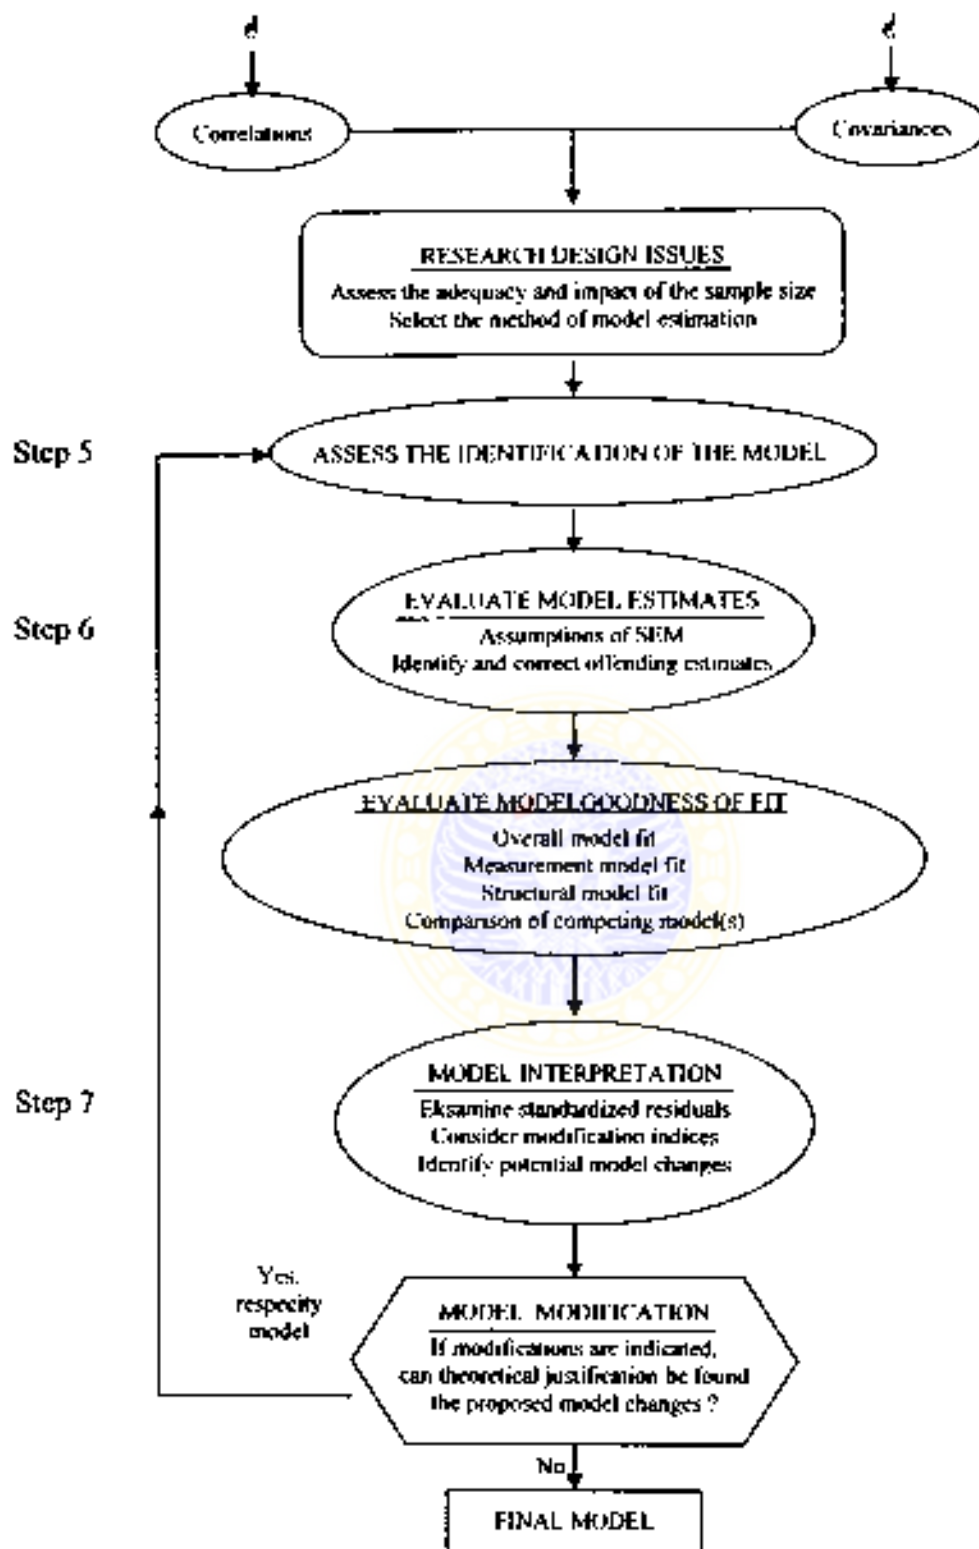 d
d
Correlations
Covariances
RESEARCH DESIGN ISSUES
Assess the adequacy and impact of the sample size
Select the method of model estimation
Step 5
ASSESS THE IDENTIFICATION OF THE MODEL
Step 6
EVALUATE MODEL ESTIMATES
Assumptions of SEM
Identify and correct offending estimates
EVALUATE MODEL GOODNESS OF FIT
Overall model fit
Measurement model fit
Structural model fit
Comparison of competing model(s)
Step 7
MODEL INTERPRETATION
Eksamine standardized residuals
Consider modification indices
Identify potential model changes
Yes.
respecity
model
MODEL MODIFICATION
If modifications are indicated,
can theoretical justification be found
the proposed model changes ?
No
FINAL MODEL